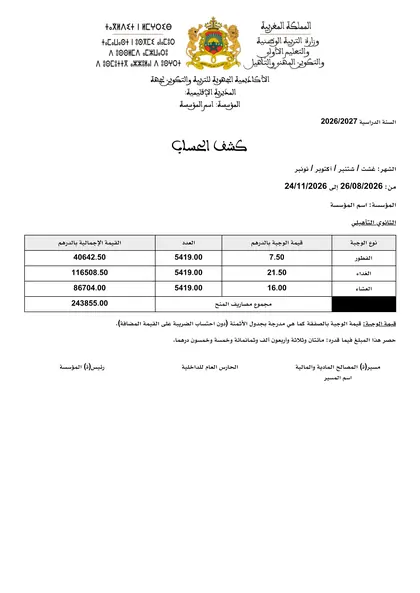 المملكة المغربية
وزارة التربية الوطنية
والتعليم الأولي
والتكوين المهني والتأهيل
ⵜⴰⴳⵍⴷⵉⵜ ⵏ ⵍⵎⵖⵔⵉⴱ
الأكاديمية الجهوية للتربية والتكوين لجهة
المديرية الإقليمية:
المؤسسة: اسم المؤسسة
السنة الدراسية 2026/2027
كشف الحساب
الشهر: غشت / شتنبر / أكتوبر / نونبر
من: 26/08/2026 إلى 24/11/2026
المؤسسة: اسم المؤسسة
الثانوي التأهيلي
نوع الوجبة قيمة الوجبة بالدرهم العدد القيمة الإجمالية بالدرهم
الفطور 7.50 5419.00 40642.50
الغداء 21.50 5419.00 116508.50
العشاء 16.00 5419.00 86704.00
مجموع مصاريف المنح 243855.00
قيمة الوجبة: قيمة الوجبة بالصفقة كما هي مدرجة بجدول الأثمنة (دون احتساب الضريبة على القيمة المضافة).
حصر هذا المبلغ فيما قدره: مائتان وثلاثة وأربعون ألف وثمانمائة وخمسة وخمسون درهما.
مسير(ة) المصالح المادية والمالية الحارس العام للداخلية رئيس(ة) المؤسسة
اسم المسير